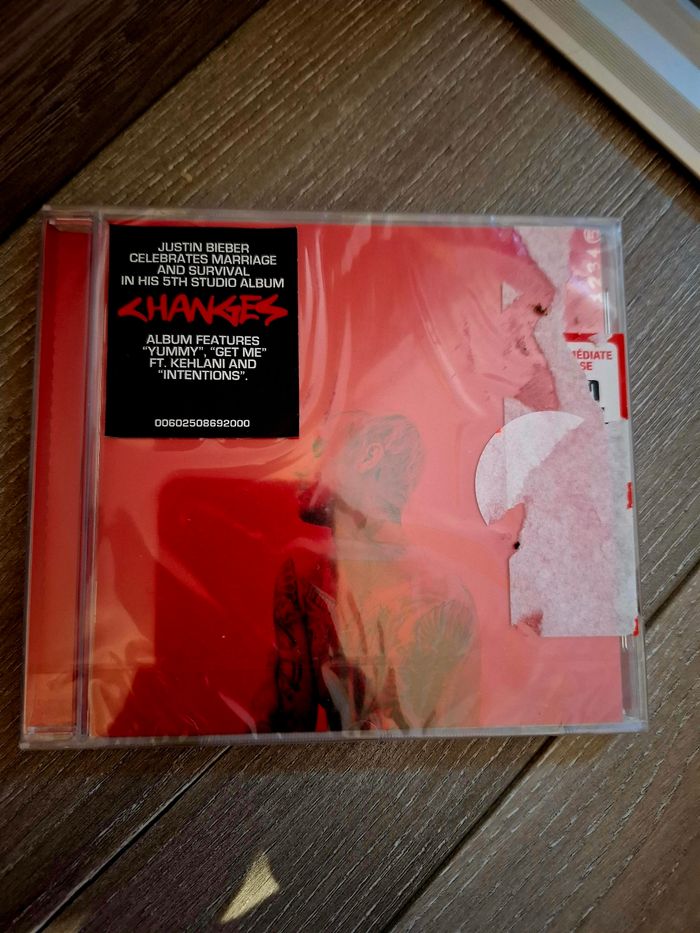 JUSTIN BIEBER
CELEBRATES MARRIAGE
AND SURVIVAL
IN HIS 5TH STUDIO ALBUM
CHANGES
ALBUM FEATURES
"YUMMY", "GET ME"
FT. KEHLANI AND
"INTENTIONS".
00602508692000
ÉDIATE
SE